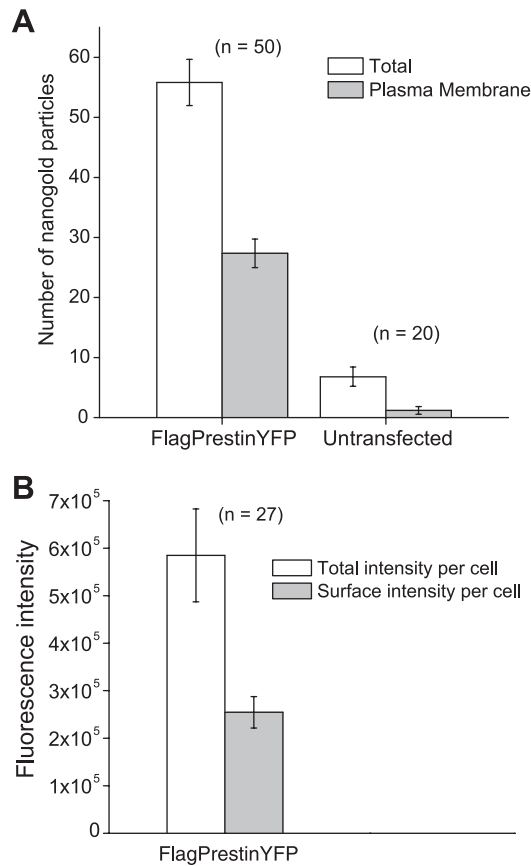 A
(n = 50)
Total
Plasma Membrane
Number of nanogold particles
60
50
40
30
20
10
0
(n = 20)
FlagPrestinYFP
Untransfected
B
(n = 27)
Total intensity per cell
Surface intensity per cell
Fluorescence intensity
7x10⁵
6x10⁵
5x10⁵
4x10⁵
3x10⁵
2x10⁵
1x10⁵
0
FlagPrestinYFP